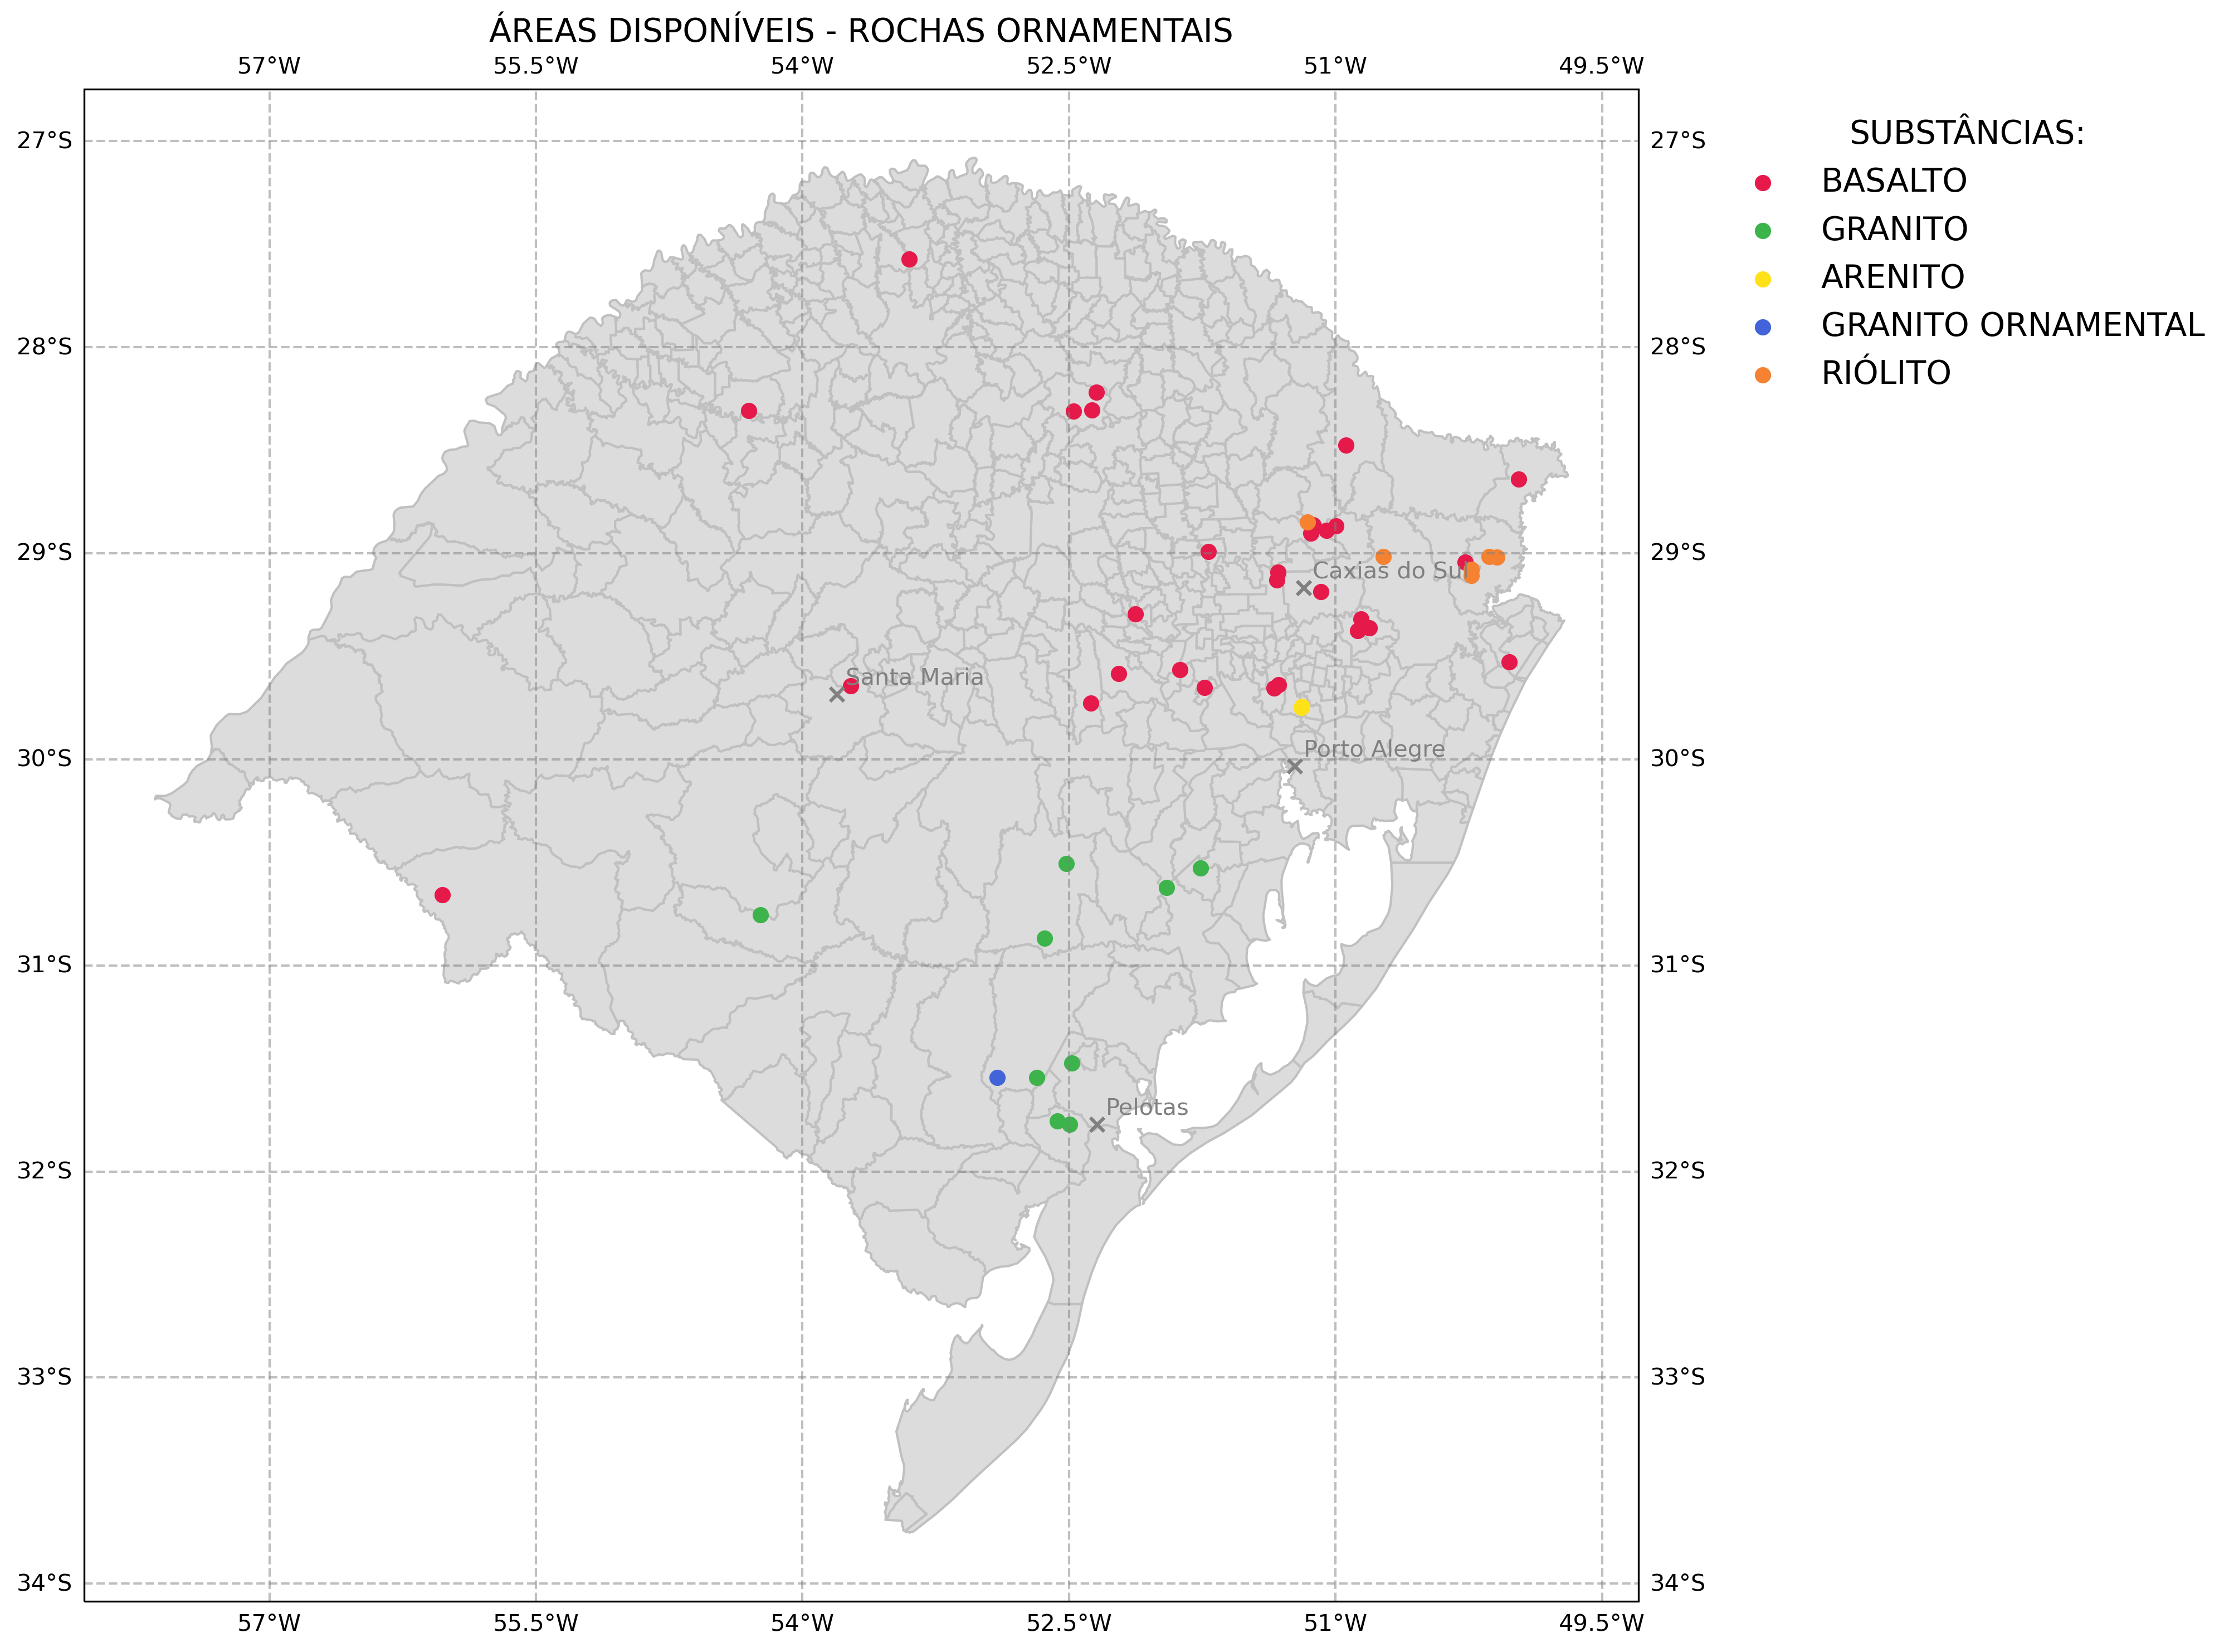 ÁREAS DISPONÍVEIS - ROCHAS ORNAMENTAIS
57°W 55.5°W 54°W 52.5°W 51°W 49.5°W
27°S 27°S
SUBSTÂNCIAS:
BASALTO
GRANITO
ARENITO
GRANITO ORNAMENTAL
RIÓLITO
28°S 28°S
29°S 29°S
Caxias do Sul
Santa Maria
Porto Alegre
30°S 30°S
31°S 31°S
Pelotas
32°S 32°S
33°S 33°S
34°S 34°S
57°W 55.5°W 54°W 52.5°W 51°W 49.5°W